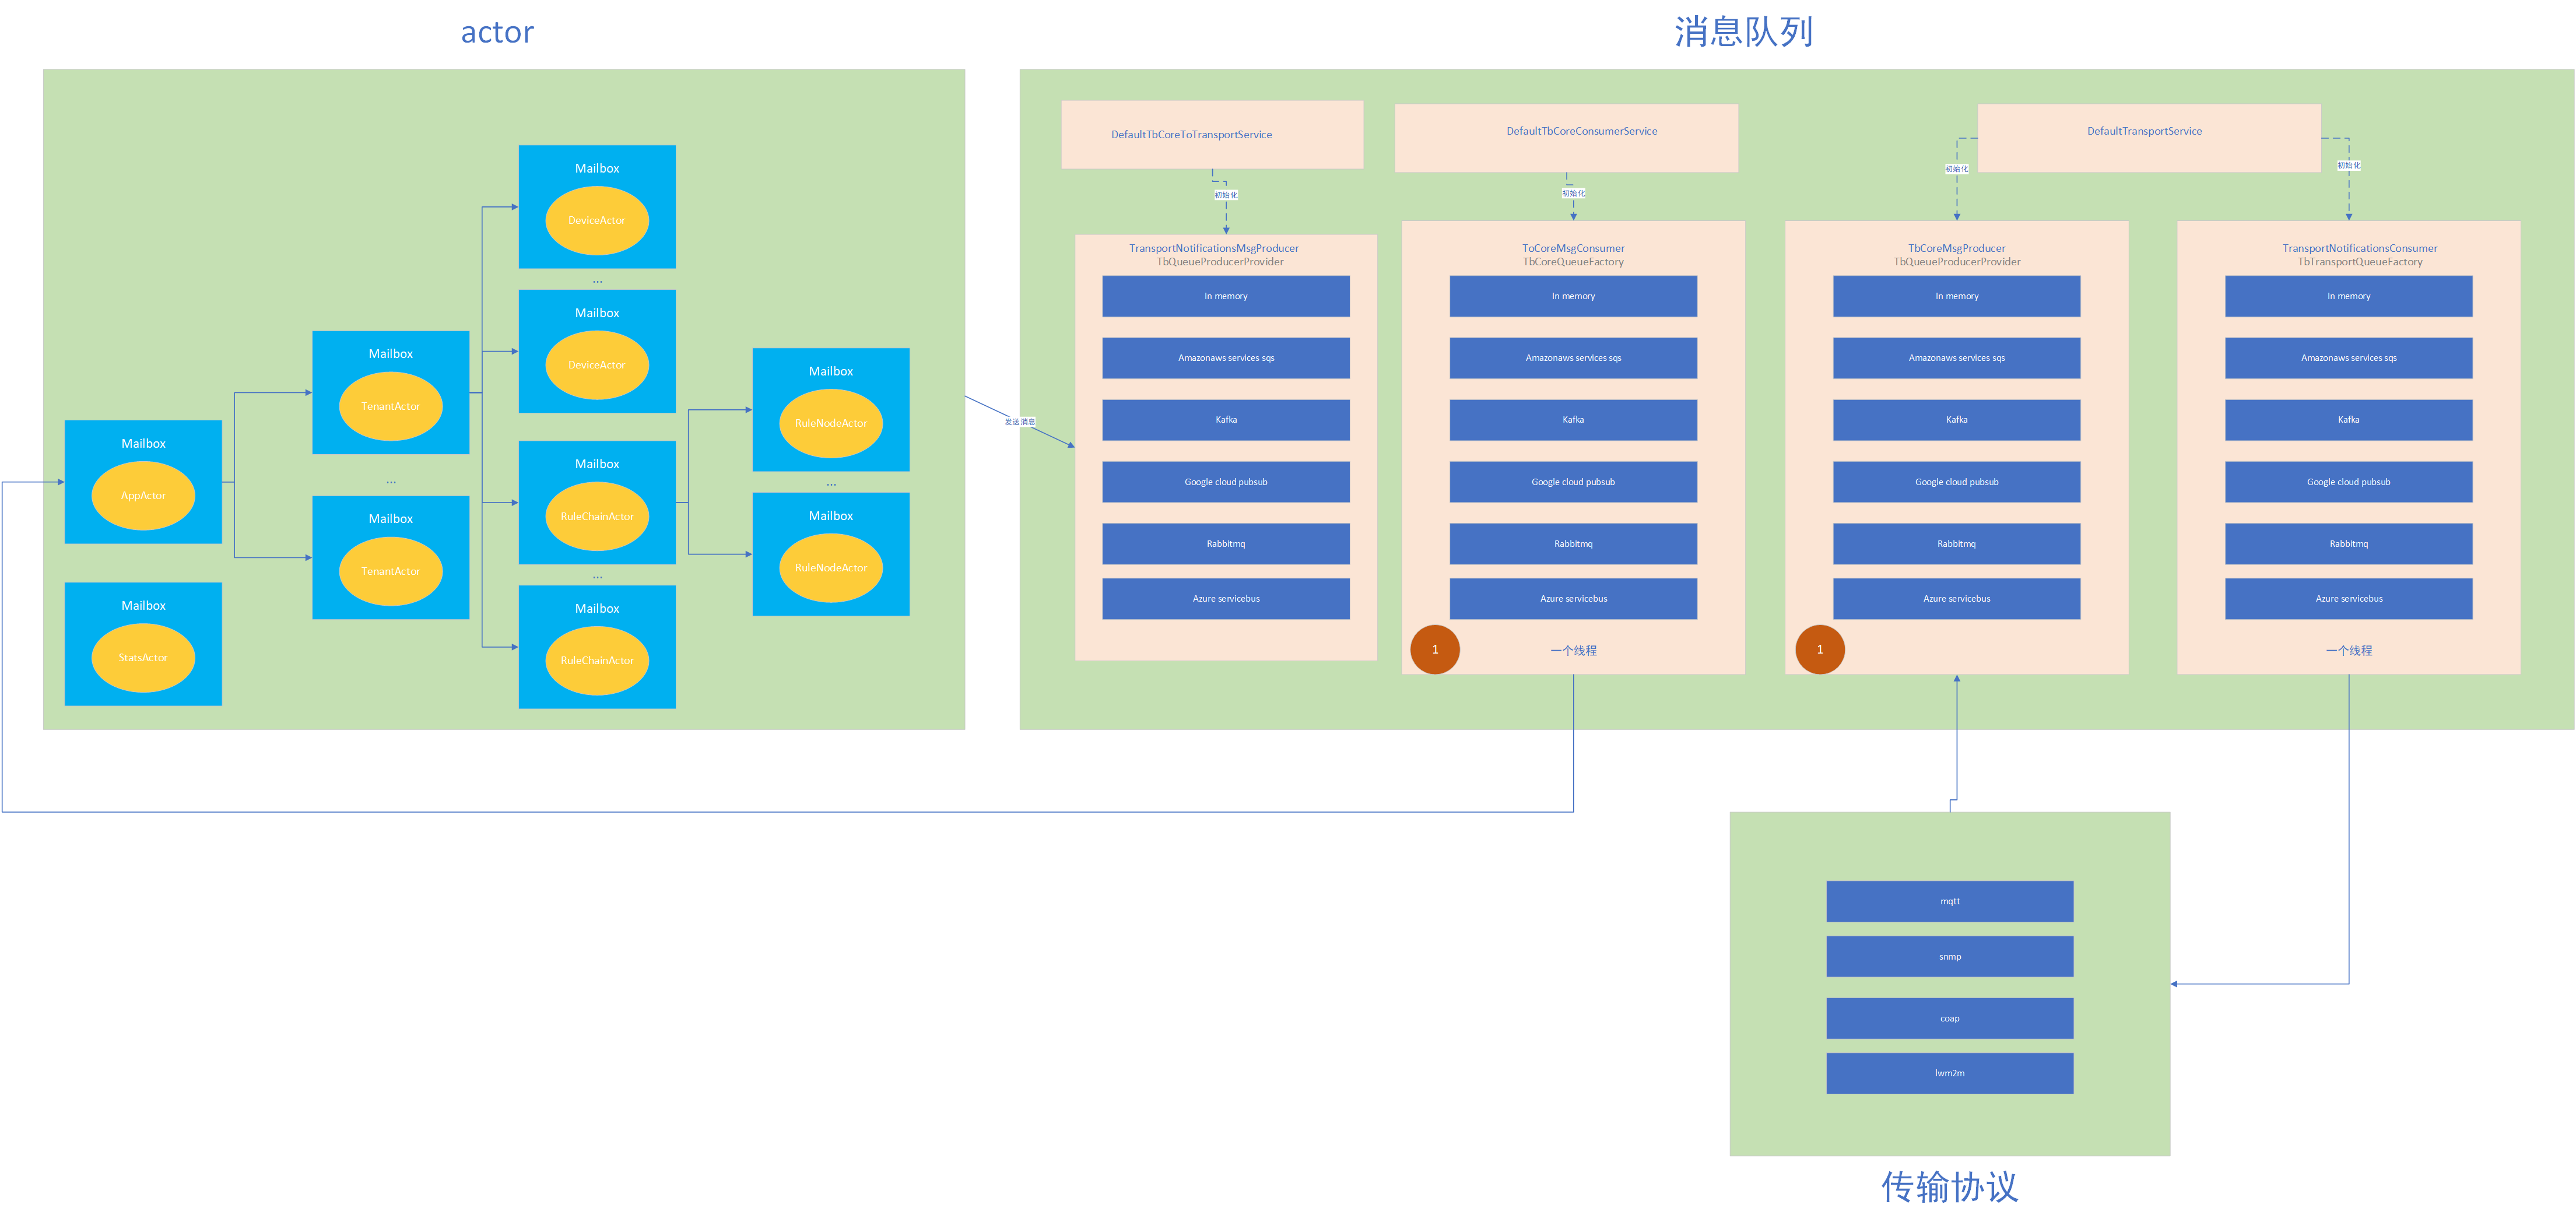 actor
消息队列
Mailbox
DeviceActor
...
Mailbox
DeviceActor
Mailbox
TenantActor
...
Mailbox
TenantActor
Mailbox
AppActor
Mailbox
StatsActor
Mailbox
RuleChainActor
...
Mailbox
RuleChainActor
Mailbox
RuleNodeActor
...
Mailbox
RuleNodeActor
发送消息
DefaultTbCoreToTransportService
初始化
TransportNotificationsMsgProducer
TbQueueProducerProvider
In memory
Amazonaws services sqs
Kafka
Google cloud pubsub
Rabbitmq
Azure servicebus
DefaultTbCoreConsumerService
初始化
ToCoreMsgConsumer
TbCoreQueueFactory
In memory
Amazonaws services sqs
Kafka
Google cloud pubsub
Rabbitmq
Azure servicebus
1
一个线程
DefaultTransportService
初始化
初始化
TbCoreMsgProducer
TbQueueProducerProvider
In memory
Amazonaws services sqs
Kafka
Google cloud pubsub
Rabbitmq
Azure servicebus
1
TransportNotificationsConsumer
TbTransportQueueFactory
In memory
Amazonaws services sqs
Kafka
Google cloud pubsub
Rabbitmq
Azure servicebus
一个线程
mqtt
snmp
coap
lwm2m
传输协议